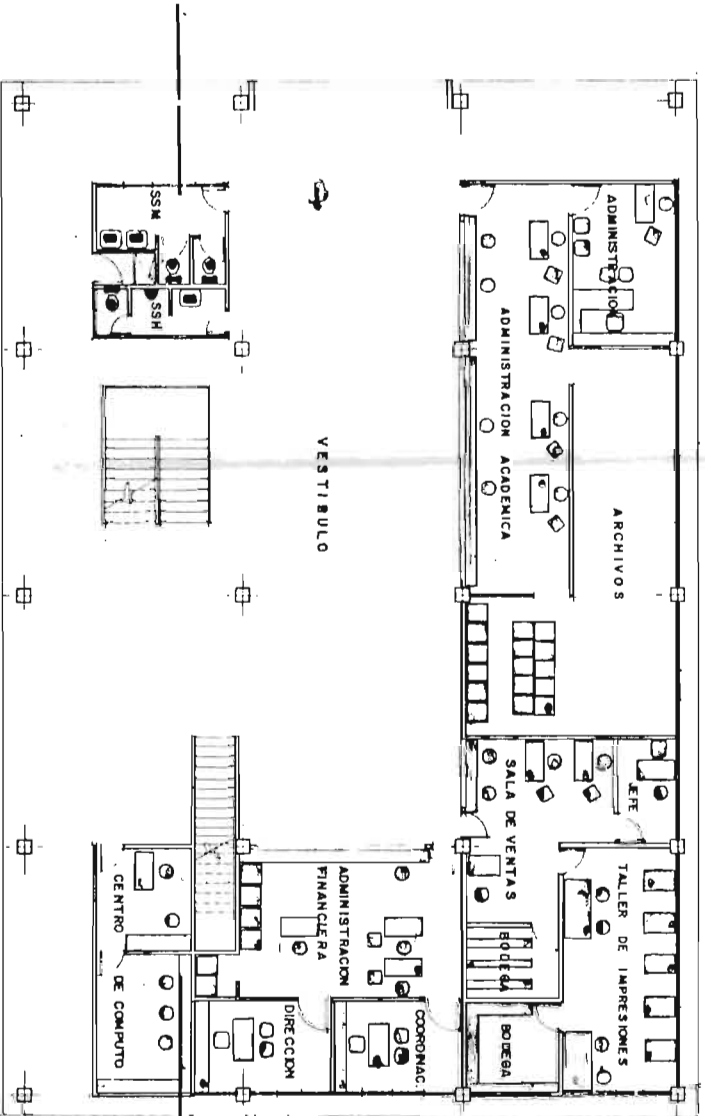 ADMINISTRACION
ADMINISTRACION ACADEMICA
ARCHIVOS
SSM
SSH
VESTIBULO
JEFE
SALA DE VENTAS
TALLER DE IMPRESIONES
BODEGA
BODEGA
ADMINISTRACION
FINANCIERA
COORDINAC.
DIRECCION
CENTRO
DE COMPUTO